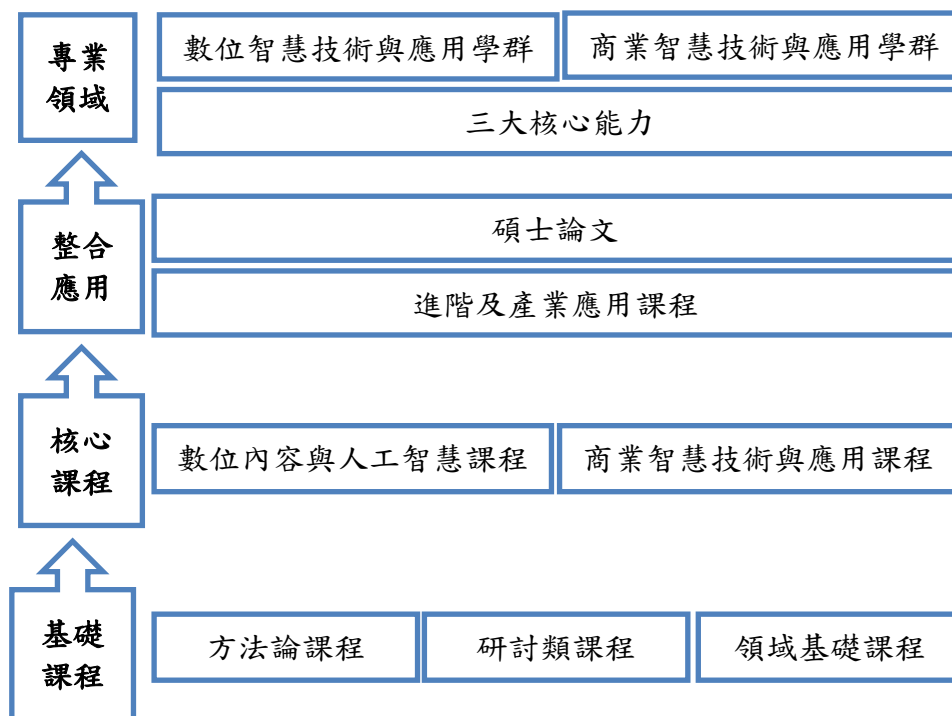 專業
領域
數位智慧技術與應用學群
商業智慧技術與應用學群
三大核心能力
整合
應用
碩士論文
進階及產業應用課程
核心
課程
數位內容與人工智慧課程
商業智慧技術與應用課程
基礎
課程
方法論課程
研討類課程
領域基礎課程